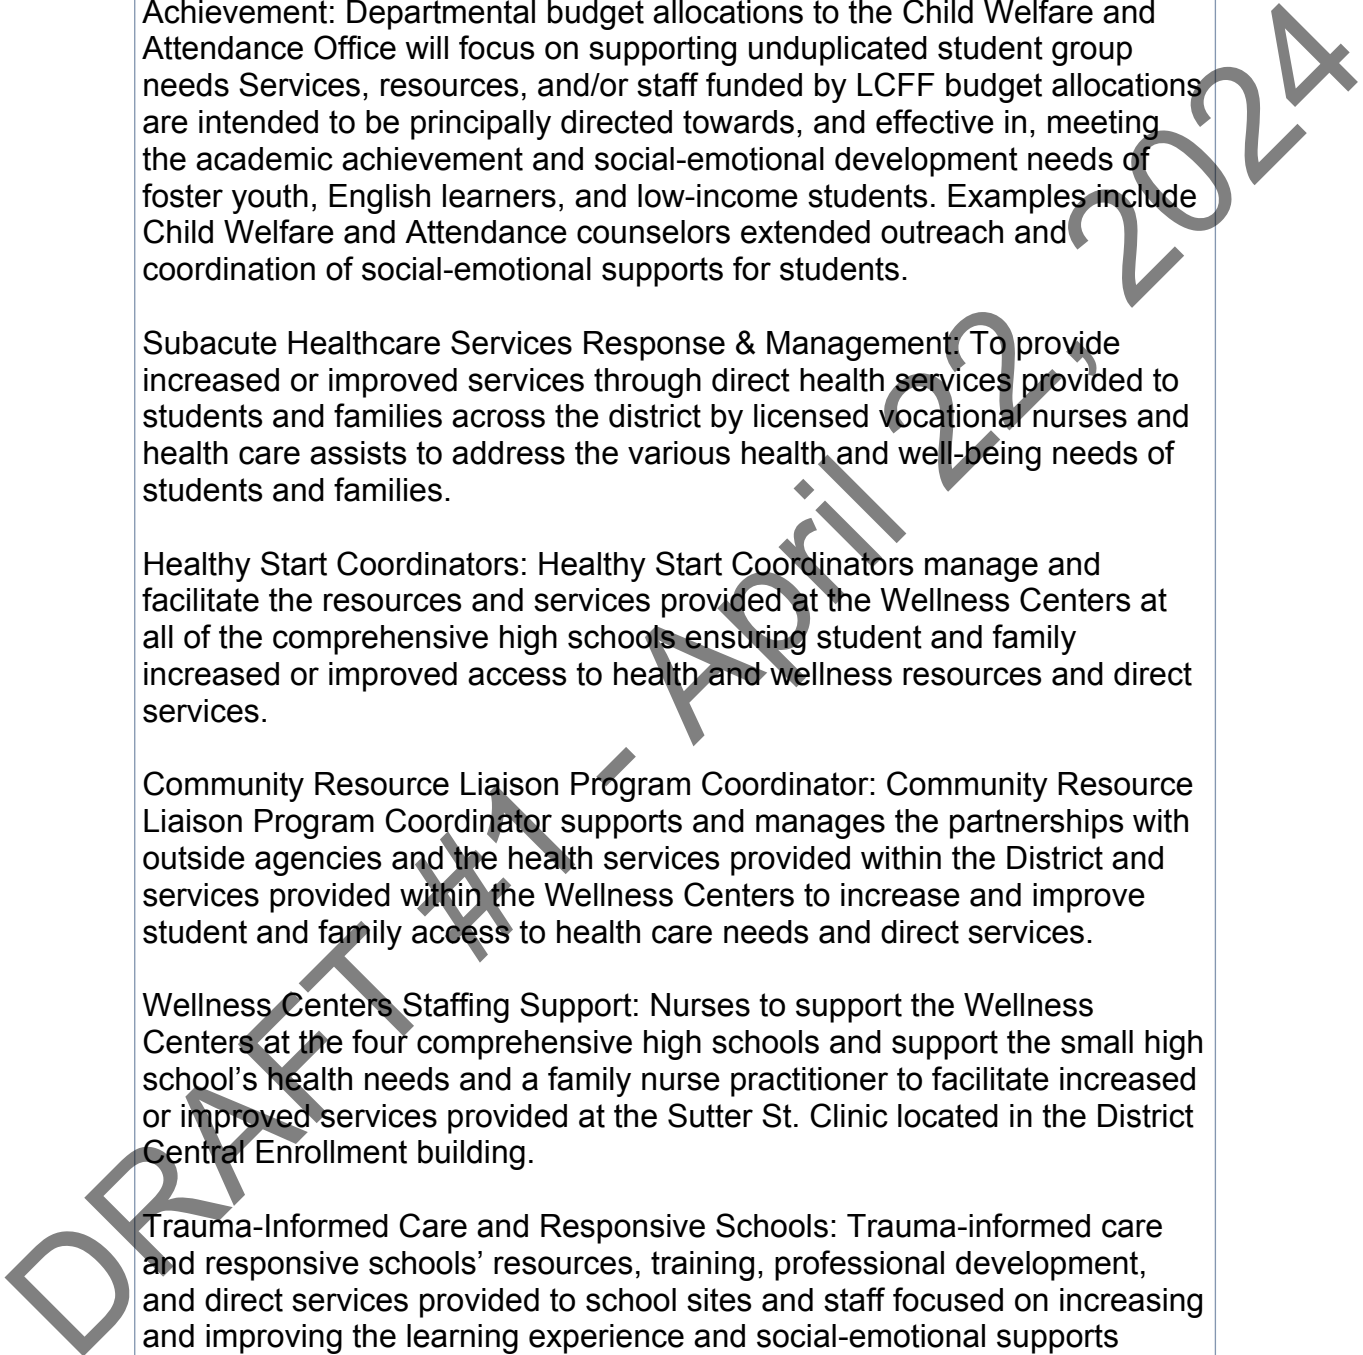 Achievement: Departmental budget allocations to the Child Welfare and
Attendance Office will focus on supporting unduplicated student group
needs Services, resources, and/or staff funded by LCFF budget allocations
are intended to be principally directed towards, and effective in, meeting
the academic achievement and social-emotional development needs of
foster youth, English learners, and low-income students. Examples include
Child Welfare and Attendance counselors extended outreach and
coordination of social-emotional supports for students.
Subacute Healthcare Services Response & Management: To provide
increased or improved services through direct health services provided to
students and families across the district by licensed vocational nurses and
health care assists to address the various health and well-being needs of
students and families.
Healthy Start Coordinators: Healthy Start Coordinators manage and
facilitate the resources and services provided at the Wellness Centers at
all of the comprehensive high schools ensuring student and family
increased or improved access to health and wellness resources and direct
services.
Community Resource Liaison Program Coordinator: Community Resource
Liaison Program Coordinator supports and manages the partnerships with
outside agencies and the health services provided within the District and
services provided within the Wellness Centers to increase and improve
student and family access to health care needs and direct services.
Wellness Centers Staffing Support: Nurses to support the Wellness
Centers at the four comprehensive high schools and support the small high
school’s health needs and a family nurse practitioner to facilitate increased
or improved services provided at the Sutter St. Clinic located in the District
Central Enrollment building.
Trauma-Informed Care and Responsive Schools: Trauma-informed care
and responsive schools’ resources, training, professional development,
and direct services provided to school sites and staff focused on increasing
and improving the learning experience and social-emotional supports
DRAFT #1 - April 22, 2024